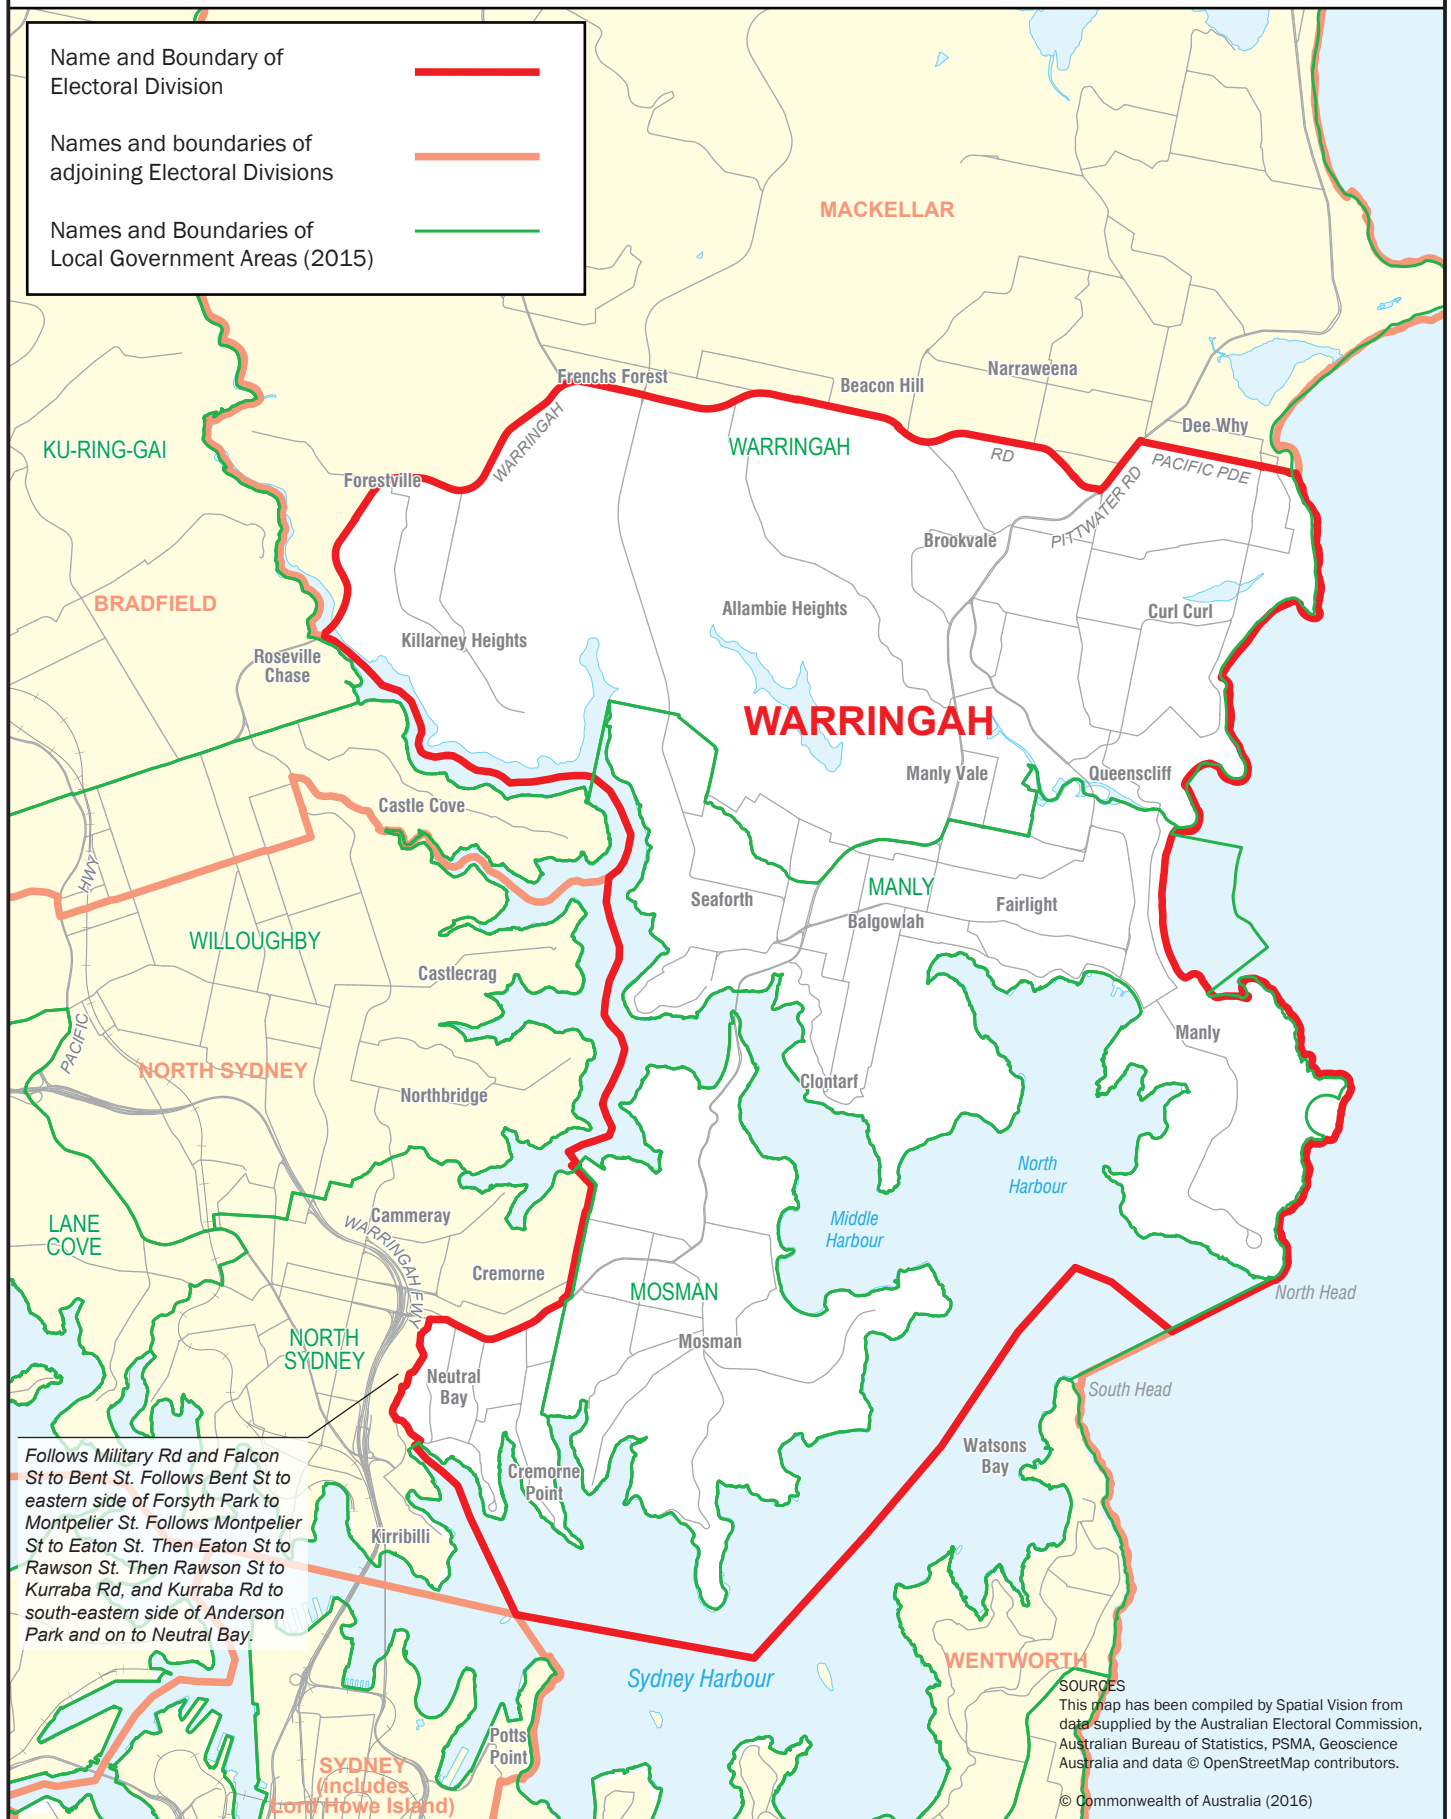 Name and Boundary of
Electoral Division
Names and boundaries of
adjoining Electoral Divisions
Names and Boundaries of
Local Government Areas (2015)
MACKELLAR
Frenchs Forest
Beacon Hill
Narraweena
Dee Why
KU-RING-GAI
WARRINGAH
WARRINGAH
RD
PACIFIC PDE
Forestville
PITTWATER RD
Brookvale
BRADFIELD
Allambie Heights
Curl Curl
Killarney Heights
Roseville
Chase
WARRINGAH
Manly Vale
Queenscliff
Castle Cove
HWY
Seaforth
MANLY
Fairlight
Balgowlah
WILLOUGHBY
Castlecrag
PACIFIC
Manly
NORTH SYDNEY
Clontarf
Northbridge
North
Harbour
Middle
Harbour
LANE
COVE
Cammeray
WARRINGAH FWY
Cremorne
MOSMAN
North Head
NORTH
SYDNEY
Mosman
Neutral
Bay
South Head
Watsons
Bay
Cremorne
Point
Follows Military Rd and Falcon
St to Bent St. Follows Bent St to
eastern side of Forsyth Park to
Montpelier St. Follows Montpelier
St to Eaton St. Then Eaton St to
Rawson St. Then Rawson St to
Kurraba Rd, and Kurraba Rd to
south-eastern side of Anderson
Park and on to Neutral Bay.
Kirribilli
Sydney Harbour
WENTWORTH
Potts
Point
SYDNEY
(includes
Lord Howe Island)
SOURCES
This map has been compiled by Spatial Vision from
data supplied by the Australian Electoral Commission,
Australian Bureau of Statistics, PSMA, Geoscience
Australia and data © OpenStreetMap contributors.
© Commonwealth of Australia (2016)